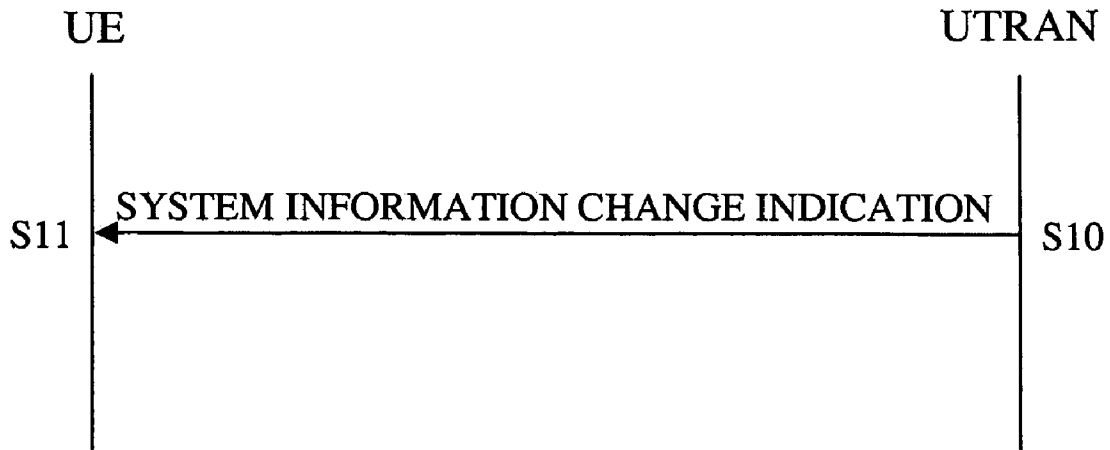 UE
UTRAN
SYSTEM INFORMATION CHANGE INDICATION
S11
S10